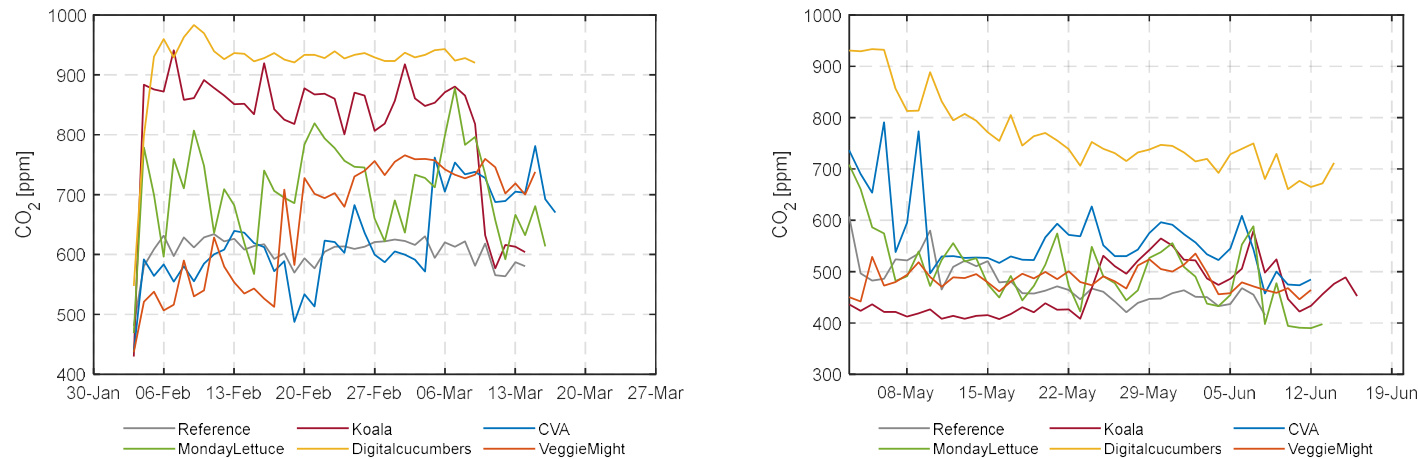 CO2 [ppm]
1000
900
800
700
600
500
400
30-Jan 06-Feb 13-Feb 20-Feb 27-Feb 06-Mar 13-Mar 20-Mar 27-Mar
Reference Koala CVA
MondayLettuce Digitalcucumbers VeggieMight
CO2 [ppm]
1000
900
800
700
600
500
400
300
08-May 15-May 22-May 29-May 05-Jun 12-Jun 19-Jun
Reference Koala CVA
MondayLettuce Digitalcucumbers VeggieMight